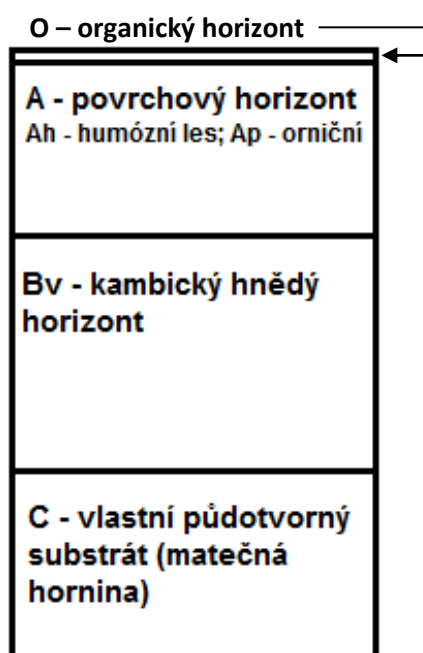 O – organický horizont
A - povrchový horizont
Ah - humózní les; Ap - orniční
Bv - kambický hnědý
horizont
C - vlastní půdotvorný
substrát (matečná
hornina)